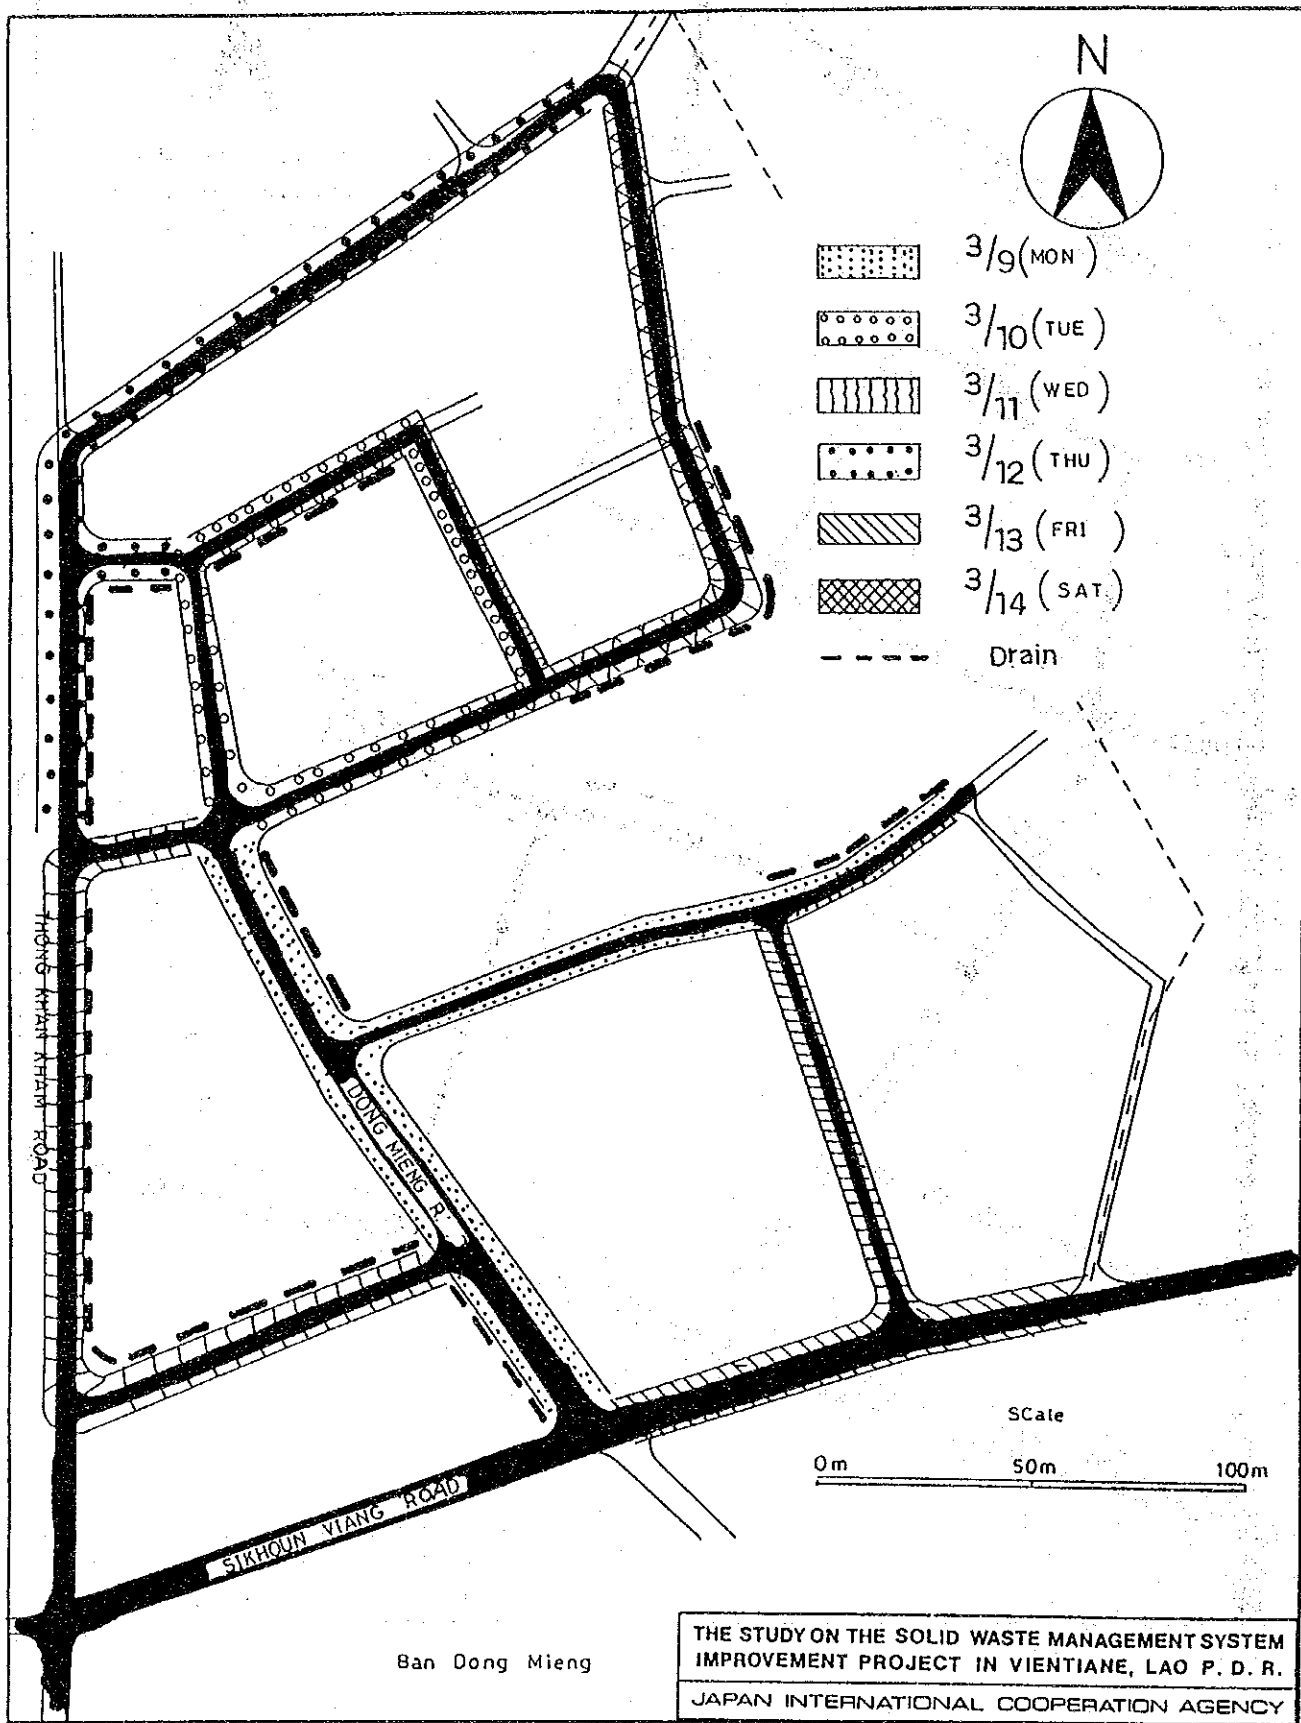 N
3/9 (MON)
3/10 (TUE)
3/11 (WED)
3/12 (THU)
3/13 (FRI)
3/14 (SAT)
Drain
THONG KHAN KHAM ROAD
DONG MIENG R.
SCale
0m 50m 100m
SIKHOUN VIANG ROAD
Ban Dong Mieng
THE STUDY ON THE SOLID WASTE MANAGEMENT SYSTEM
IMPROVEMENT PROJECT IN VIENTIANE, LAO P. D. R.
JAPAN INTERNATIONAL COOPERATION AGENCY